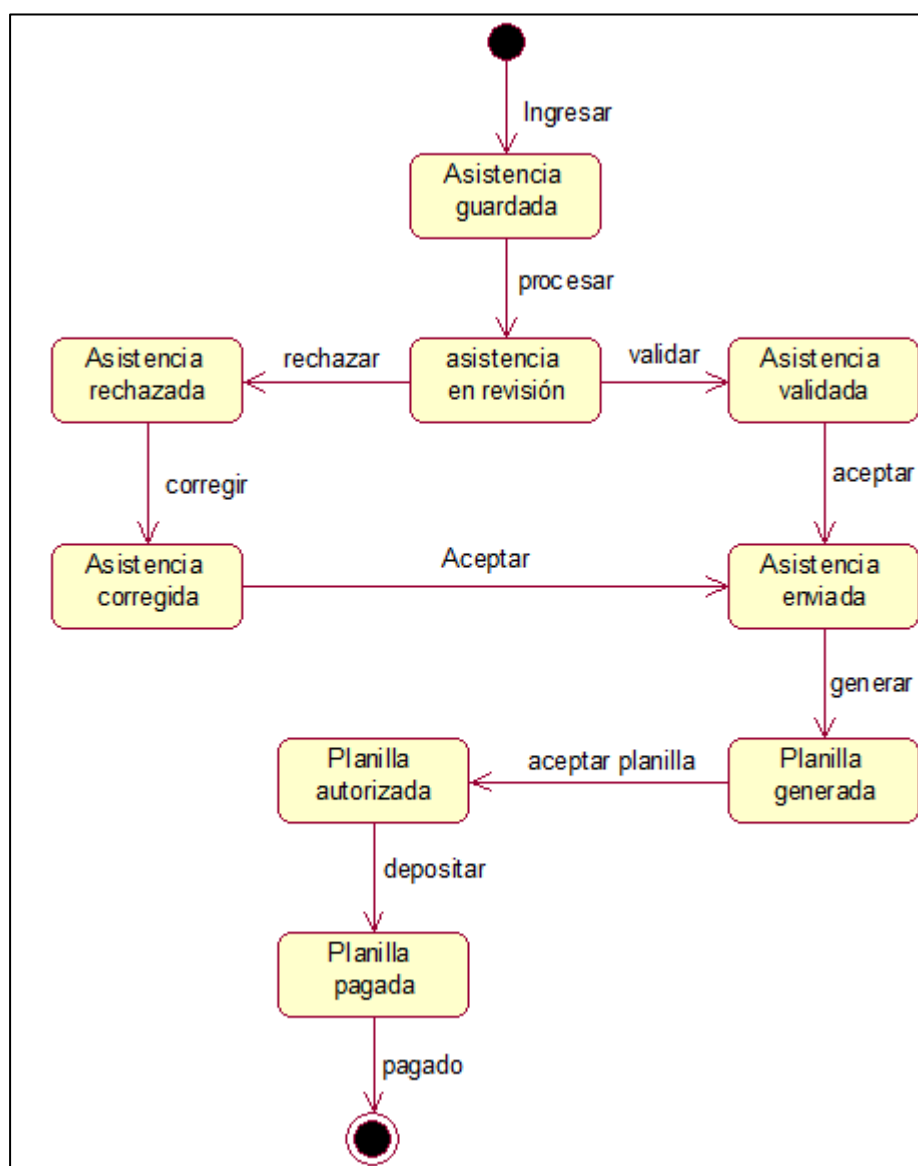 Ingresar
Asistencia
guardada
procesar
Asistencia
rechazada
rechazar
asistencia
en revisión
validar
Asistencia
validada
corregir
aceptar
Asistencia
corregida
Aceptar
Asistencia
enviada
generar
Planilla
autorizada
aceptar planilla
Planilla
generada
depositar
Planilla
pagada
pagado